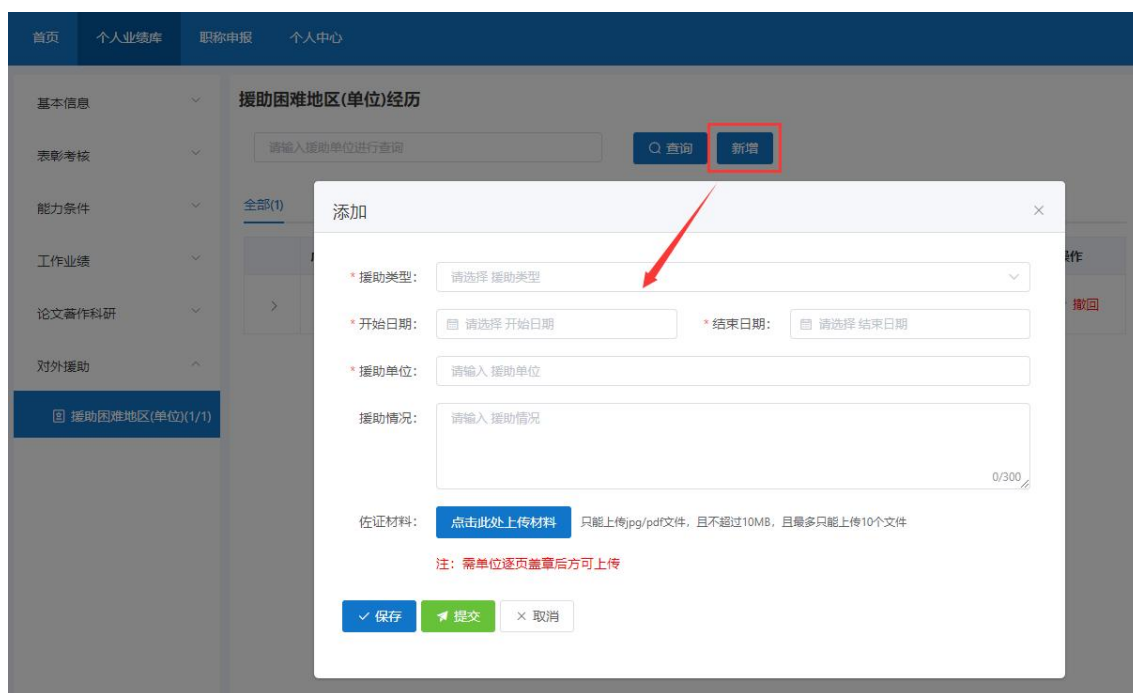 首页 个人业绩库 职称申报 个人中心
基本信息
援助困难地区(单位)经历
请输入援助单位进行查询 查询 新增
表彰考核
能力条件
全部(1)
添加
工作业绩
操作
* 援助类型： 请选择 援助类型
论文著作科研
撤回
* 开始日期： 请选择 开始日期 * 结束日期： 请选择 结束日期
对外援助
* 援助单位： 请输入 援助单位
援助困难地区(单位)(1/1)
援助情况： 请输入 援助情况
0/300
佐证材料： 点击此处上传材料 只能上传jpg/pdf文件，且不超过10MB，且最多只能上传10个文件
注：需单位逐页盖章后方可上传
保存 提交 取消